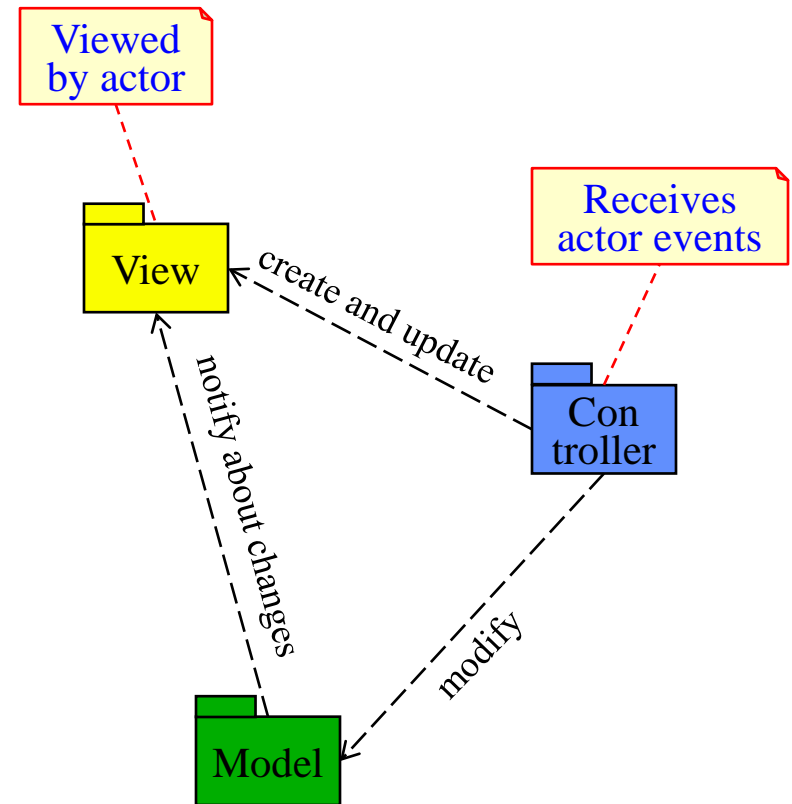 Viewed
by actor
Receives
actor events
View
create and update
Con
troller
notify about changes
modify
Model